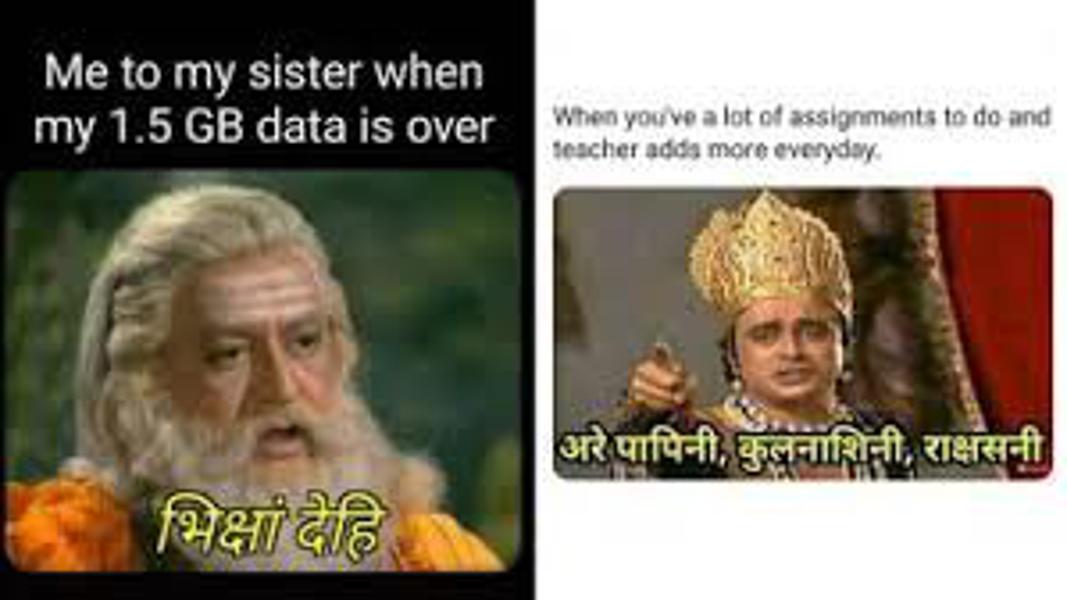 Me to my sister when
my 1.5 GB data is over
भिक्षां देहि
When you've a lot of assignments to do and
teacher adds more everyday.
अरे पापिनी, कुलनाशिनी, राक्षसनी